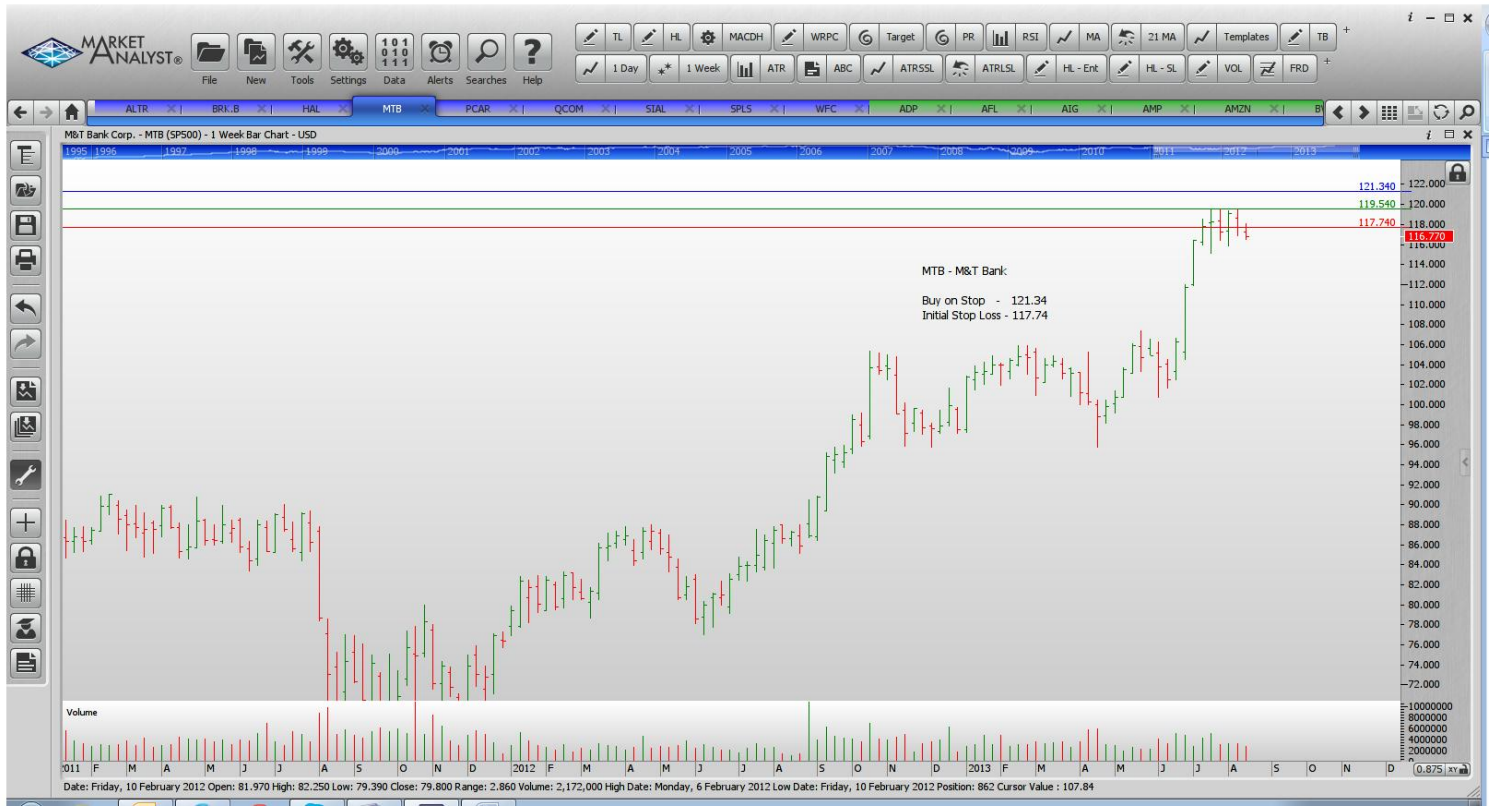 i
MARKET
ANALYST®
File New Tools Settings Data Alerts Searches Help
TL HL MACDH WRPC Target PR RSI MA 21 MA Templates TB +
1 Day 1 Week ATR ABC ATRSSL ATRLSL HL - Ent HL - SL VOL FRD +
ALTR BRK.B HAL MTB PCAR QCOM SIAL SPLS WFC ADP AFL AIG AMP AMZN
M&T Bank Corp. - MTB (SP500) - 1 Week Bar Chart - USD
1995 1996 1997 1998 1999 2000 2001 2002 2003 2004 2005 2006 2007 2008 2009 2010 2011 2012 2013
121.340
119.540
117.740
122.000
120.000
118.000
116.770
116.000
114.000
112.000
110.000
108.000
106.000
104.000
102.000
100.000
98.000
96.000
94.000
92.000
90.000
88.000
86.000
84.000
82.000
80.000
78.000
76.000
74.000
72.000
MTB - M&T Bank
Buy on Stop - 121.34
Initial Stop Loss - 117.74
Volume
10000000
8000000
6000000
4000000
2000000
F M A M J J A S O N D 2012 F M A M J J A S O N D 2013 F M A M J J A S O N D 0.875 XY
Date: Friday, 10 February 2012 Open: 81.970 High: 82.250 Low: 79.390 Close: 79.800 Range: 2.860 Volume: 2,172,000 High Date: Monday, 6 February 2012 Low Date: Friday, 10 February 2012 Position: 862 Cursor Value : 107.84